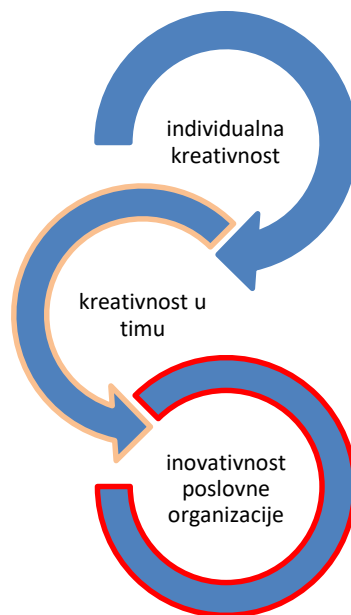 individualna
kreativnost
kreativnost u
timu
inovativnost
poslovne
organizacije